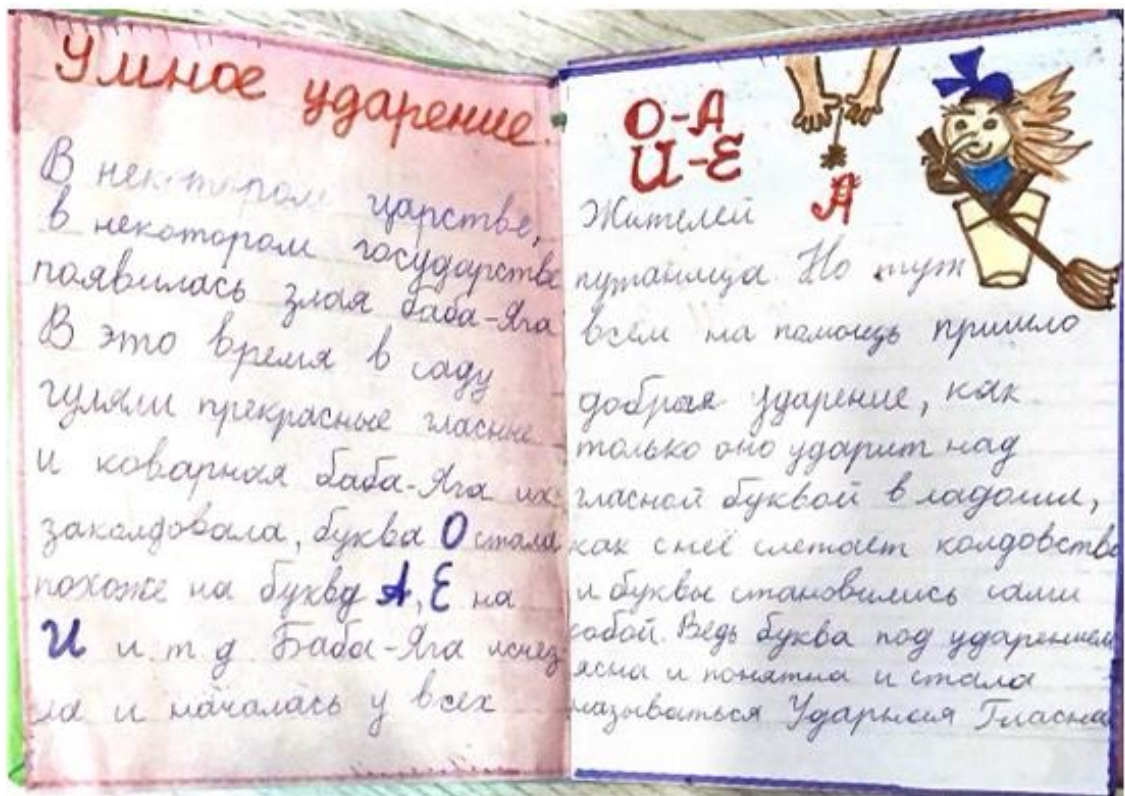 Умное ударение.
В некотором царстве,
в некотором государстве
появилась злая баба-Яга
В это время в саду
гуляли прекрасные гласные
и коварная баба-Яга их
заколдовала, буква О стала
похоже на букву А, Е на
И и т д Баба-Яга исчез-
ла и началась у всех
О-А
И-Е
А
Жителей
путаница. Но тут
всем на помощь пришло
добрая ударение, как
только оно ударит над
гласной буквой в ладоши,
как с неё слетает колдовство
и буквы становились сами
собой. Ведь буква под ударением
ясна и понятна и стала
называться Ударная Гласна